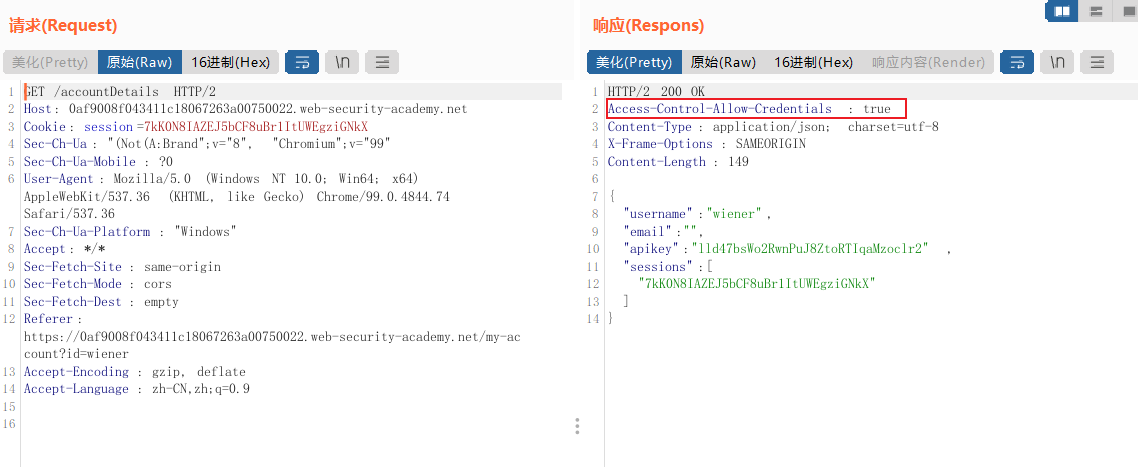 请求(Request)
美化(Pretty) 原始(Raw) 16进制(Hex) \n
1 GET /accountDetails HTTP/2
2 Host: 0af9008f043411c18067263a00750022.web-security-academy.net
3 Cookie: session=7kK0N8IAZEJ5bCF8uBr1ItUWEgziGNkX
4 Sec-Ch-Ua : "(Not(A:Brand";v="8", "Chromium";v="99"
5 Sec-Ch-Ua-Mobile : ?0
6 User-Agent : Mozilla/5.0 (Windows NT 10.0; Win64; x64)
AppleWebKit/537.36 (KHTML, like Gecko) Chrome/99.0.4844.74
Safari/537.36
7 Sec-Ch-Ua-Platform : "Windows"
8 Accept: */*
9 Sec-Fetch-Site : same-origin
10 Sec-Fetch-Mode : cors
11 Sec-Fetch-Dest : empty
12 Referer :
https://0af9008f043411c18067263a00750022.web-security-academy.net/my-ac
count?id=wiener
13 Accept-Encoding : gzip, deflate
14 Accept-Language : zh-CN,zh;q=0.9
15
16
响应(Respons)
美化(Pretty) 原始(Raw) 16进制(Hex) 响应内容(Render) \n
1 HTTP/2 200 OK
2 Access-Control-Allow-Credentials : true
3 Content-Type : application/json; charset=utf-8
4 X-Frame-Options : SAMEORIGIN
5 Content-Length : 149
6
7 {
8 "username" :"wiener" ,
9 "email" :"",
10 "apikey" :"lld47bsWo2RwnPuJ8ZtoRTIqaMzoclr2" ,
11 "sessions" :[
12 "7kK0N8IAZEJ5bCF8uBr1ItUWEgziGNkX"
13 ]
14 }